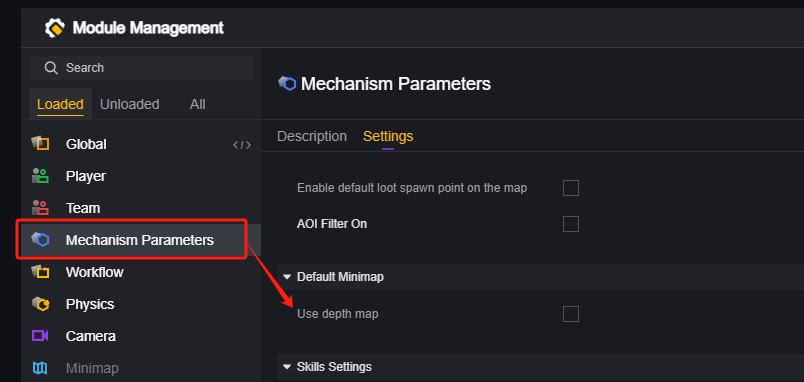 Module Management
Search
Loaded Unloaded All
Global </>
Player
Team
Mechanism Parameters
Workflow
Physics
Camera
Minimap
Mechanism Parameters
Description Settings
Enable default loot spawn point on the map
AOI Filter On
Default Minimap
Use depth map
Skills Settings